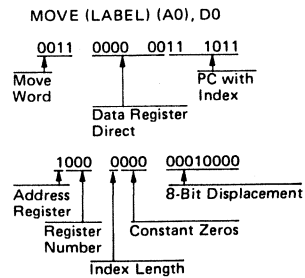 MOVE (LABEL) (A0), D0
0011 0000 0011 1011
Move Word
PC with Index
Data Register Direct
1000 0000 00010000
Address Register
8-Bit Displacement
Register Number
Constant Zeros
Index Length